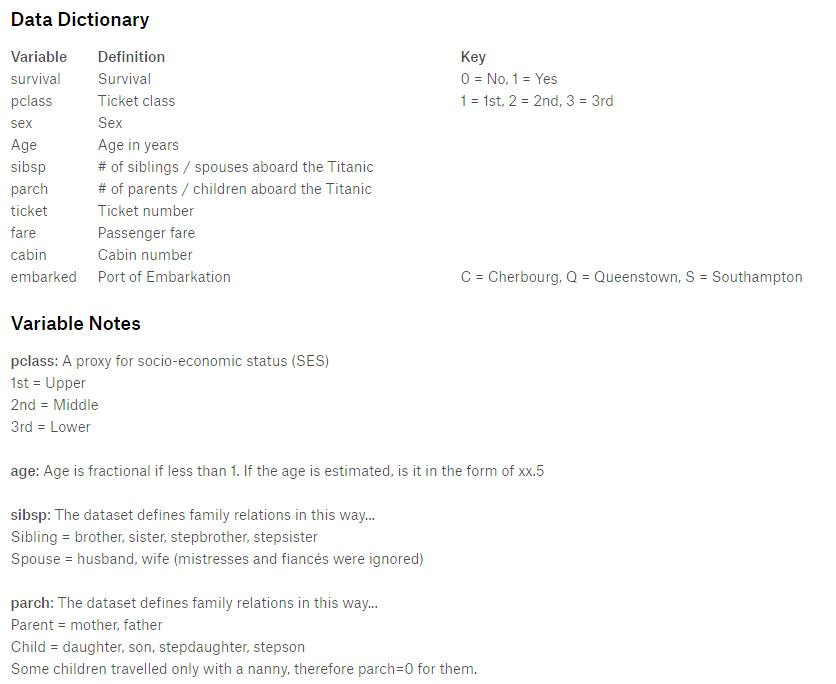 Data Dictionary
Variable Definition Key
survival Survival 0 = No, 1 = Yes
pclass Ticket class 1 = 1st, 2 = 2nd, 3 = 3rd
sex Sex
Age Age in years
sibsp # of siblings / spouses aboard the Titanic
parch # of parents / children aboard the Titanic
ticket Ticket number
fare Passenger fare
cabin Cabin number
embarked Port of Embarkation C = Cherbourg, Q = Queenstown, S = Southampton
Variable Notes
pclass: A proxy for socio-economic status (SES)
1st = Upper
2nd = Middle
3rd = Lower
age: Age is fractional if less than 1. If the age is estimated, is it in the form of xx.5
sibsp: The dataset defines family relations in this way...
Sibling = brother, sister, stepbrother, stepsister
Spouse = husband, wife (mistresses and fiancés were ignored)
parch: The dataset defines family relations in this way...
Parent = mother, father
Child = daughter, son, stepdaughter, stepson
Some children travelled only with a nanny, therefore parch=0 for them.